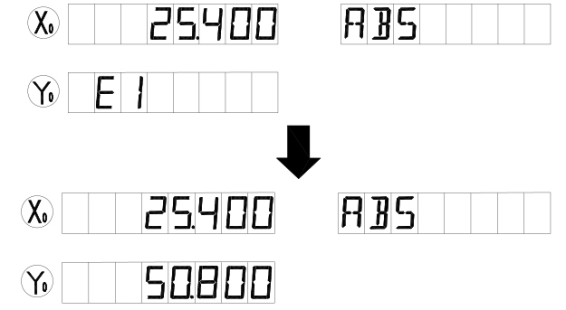 X₀ 25.400 ABS
Y₀ E 1
X₀ 25.400 ABS
Y₀ 50.800